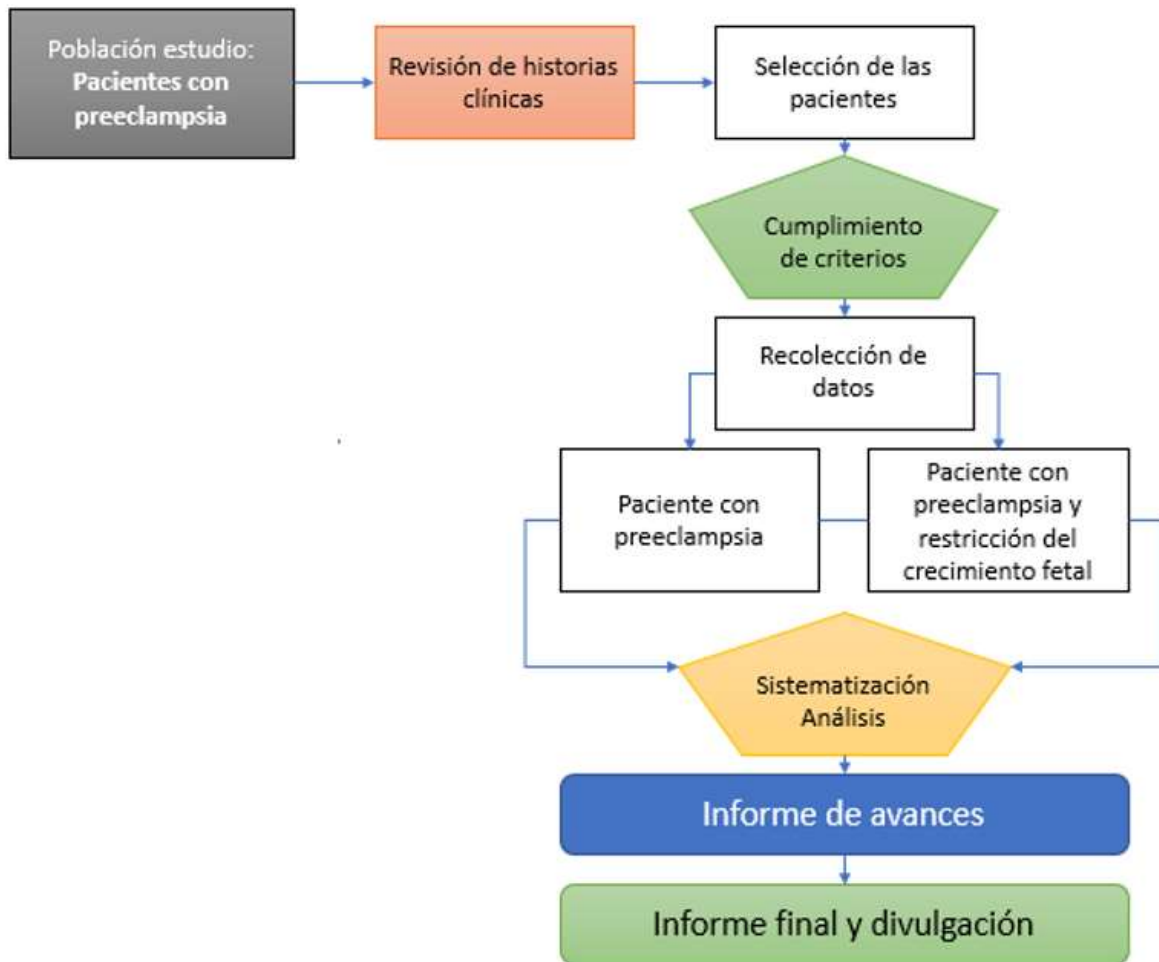 Población estudio:
Pacientes con
preeclampsia
Revisión de historias
clínicas
Selección de las
pacientes
Cumplimiento
de criterios
Recolección de
datos
Paciente con
preeclampsia
Paciente con
preeclampsia y
restricción del
crecimiento fetal
Sistematización
Análisis
Informe de avances
Informe final y divulgación